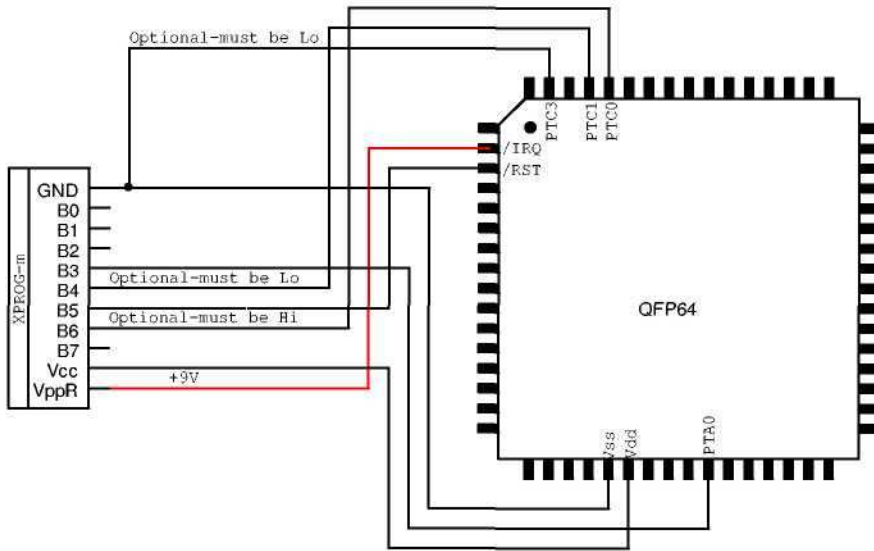 Optional-must be Lo
PTC3
PTC1
PTC0
/IRQ
/RST
XPROG-m
GND
B0
B1
B2
B3
Optional-must be Lo
B4
B5
Optional-must be Hi
B6
B7
Vcc
+9V
VppR
QFP64
Vss
Vdd
PTA0